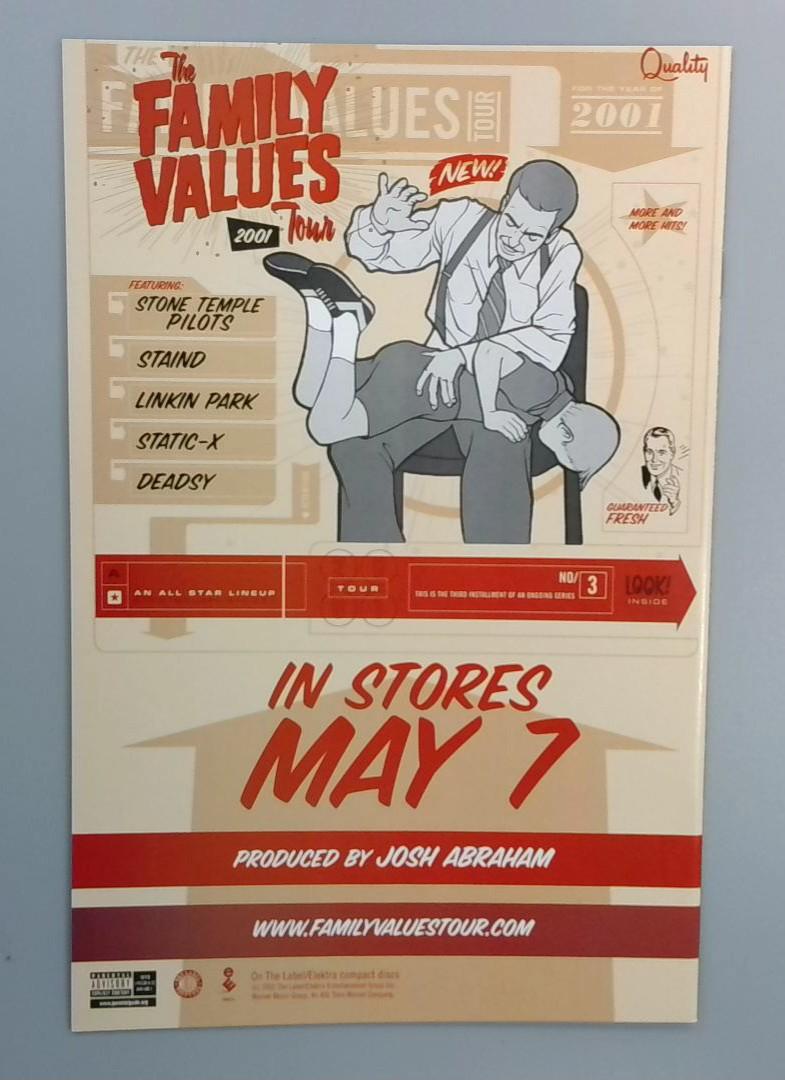 Quality
THE
The
FAMILY
VALUES
2001 Tour
VALUES TOUR
FOR THE YEAR OF
2001
NEW!
MORE AND
MORE HITS!
FEATURING:
STONE TEMPLE
PILOTS
STAIND
LINKIN PARK
STATIC-X
DEADSY
GUARANTEED
FRESH
A
AN ALL STAR LINEUP
TOUR
NO/ 3
THIS IS THE THIRD INSTALLMENT OF AN ONGOING SERIES
LOOK!
INSIDE
IN STORES
MAY 7
PRODUCED BY JOSH ABRAHAM
WWW.FAMILYVALUESTOUR.COM
PARENTAL
ADVISORY
EXPLICIT CONTENT
On The Label/Elektra compact discs